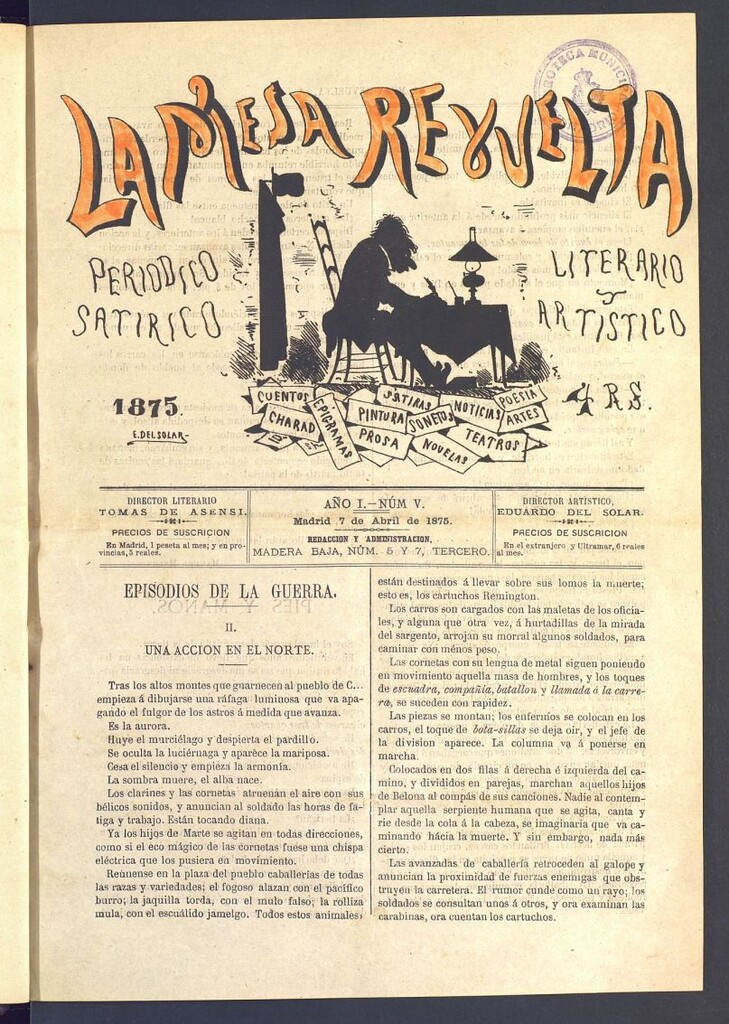 LA MESA REVUELTA
PERIODICO
SATIRICO
LITERARIO
Y
ARTISTICO
1875
E. DEL SOLAR
4 RS.
CUENTOS
CHARAD
EPIGRAMAS
SÁTIRAS
PINTURA
SONETOS
PROSA
NOTICIAS
POESIA
ARTES
TEATROS
NOVELAS
DIRECTOR LITERARIO
TOMAS DE ASENSI.
PRECIOS DE SUSCRICION
En Madrid, 1 peseta al mes; y en pro-
vincias, 5 reales.
AÑO I.—NÚM V.
Madrid 7 de Abril de 1875.
REDACCION Y ADMINISTRACION,
MADERA BAJA, NÚM. 5 Y 7, TERCERO.
DIRECTOR ARTÍSTICO,
EDUARDO DEL SOLAR.
PRECIOS DE SUSCRICION
En el extranjero y Ultramar, 6 reales
al mes.
EPISODIOS DE LA GUERRA.
II.
UNA ACCION EN EL NORTE.
Tras los altos montes que guarnecen al pueblo de C...
empieza á dibujarse una ráfaga luminosa que va apa-
gando el fulgor de los astros á medida que avanza.
Es la aurora.
Huye el murciélago y despierta el pardillo.
Se oculta la luciérnaga y aparece la mariposa.
Cesa el silencio y empieza la armonía.
La sombra muere, el alba nace.
Los clarines y las cornetas atruenan el aire con sus
bélicos sonidos, y anuncian al soldado las horas de fa-
tiga y trabajo. Están tocando diana.
Ya los hijos de Marte se agitan en todas direcciones,
como si el eco mágico de las cornetas fuese una chispa
eléctrica que los pusiera en movimiento.
Reúnense en la plaza del pueblo caballerías de todas
las razas y variedades; el fogoso alazan con el pacífico
burro; la jaquilla torda, con el mulo falso; la rolliza
mula, con el escuálido jamelgo. Todos estos animales,
están destinados á llevar sobre sus lomos la muerte;
esto es, los cartuchos Remington.
Los carros son cargados con las maletas de los oficia-
les, y alguna que otra vez, á hurtadillas de la mirada
del sargento, arrojan su morral algunos soldados, para
caminar con ménos peso.
Las cornetas con su lengua de metal siguen poniendo
en movimiento aquella masa de hombres, y los toques
de escuadra, compañía, batallon y llamada á la carre-
ra, se suceden con rapidez.
Las piezas se montan; los enfermos se colocan en los
carros, el toque de bota-sillas se deja oir, y el jefe de
la division aparece. La columna va á ponerse en
marcha.
Colocados en dos filas á derecha é izquierda del ca-
mino, y divididos en parejas, marchan aquellos hijos
de Belona al compás de sus canciones. Nadie al contem-
plar aquella serpiente humana que se agita, canta y
rie desde la cola á la cabeza, se imaginaria que va ca-
minando hácia la muerte. Y sin embargo, nada más
cierto.
Las avanzadas de caballería retroceden al galope y
anuncian la proximidad de fuerzas enemigas que obs-
truyen la carretera. El rumor cunde como un rayo; los
soldados se consultan unos á otros, y ora examinan las
carabinas, ora cuentan los cartuchos.